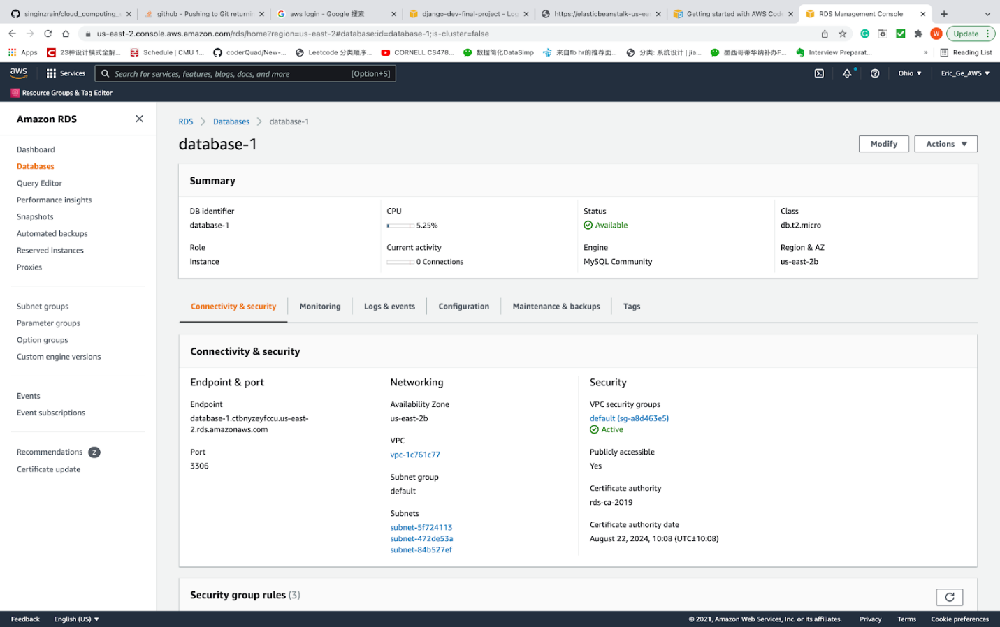 singinzrain/cloud_computing_
github - Pushing to Git returnin
aws login - Google 搜索
django-dev-final-project - Log
https://elasticbeanstalk-us-ea
Getting started with AWS Code
RDS Management Console
us-east-2.console.aws.amazon.com/rds/home?region=us-east-2#database:id=database-1;is-cluster=false
W
Update
Apps
23种设计模式全解...
Schedule | CMU 1...
coderQuad/New-...
Leetcode 分类顺序...
CORNELL CS478...
数据简化DataSimp
来自fb hr的推荐面...
分类: 系统设计 | jia...
墨西哥蒂华纳补办F...
Interview Preparat...
»
Reading List
aws
Services
Search for services, features, blogs, docs, and more
[Option+S]
Ohio
Eric_Ge_AWS
Resource Groups & Tag Editor
Amazon RDS
Dashboard
Databases
Query Editor
Performance insights
Snapshots
Automated backups
Reserved instances
Proxies
Subnet groups
Parameter groups
Option groups
Custom engine versions
Events
Event subscriptions
Recommendations 2
Certificate update
RDS > Databases > database-1
database-1
Modify
Actions
Summary
DB identifier
database-1
CPU
5.25%
Status
Available
Class
db.t2.micro
Role
Instance
Current activity
0 Connections
Engine
MySQL Community
Region & AZ
us-east-2b
Connectivity & security
Monitoring
Logs & events
Configuration
Maintenance & backups
Tags
Connectivity & security
Endpoint & port
Endpoint
database-1.ctbnyzeyfccu.us-east-
2.rds.amazonaws.com
Port
3306
Networking
Availability Zone
us-east-2b
VPC
vpc-1c761c77
Subnet group
default
Subnets
subnet-5f724113
subnet-472de53a
subnet-84b527ef
Security
VPC security groups
default (sg-a8d463e5)
Active
Publicly accessible
Yes
Certificate authority
rds-ca-2019
Certificate authority date
August 22, 2024, 10:08 (UTC±10:08)
Security group rules (3)
Feedback
English (US)
© 2021, Amazon Web Services, Inc. or its affiliates.
Privacy
Terms
Cookie preferences